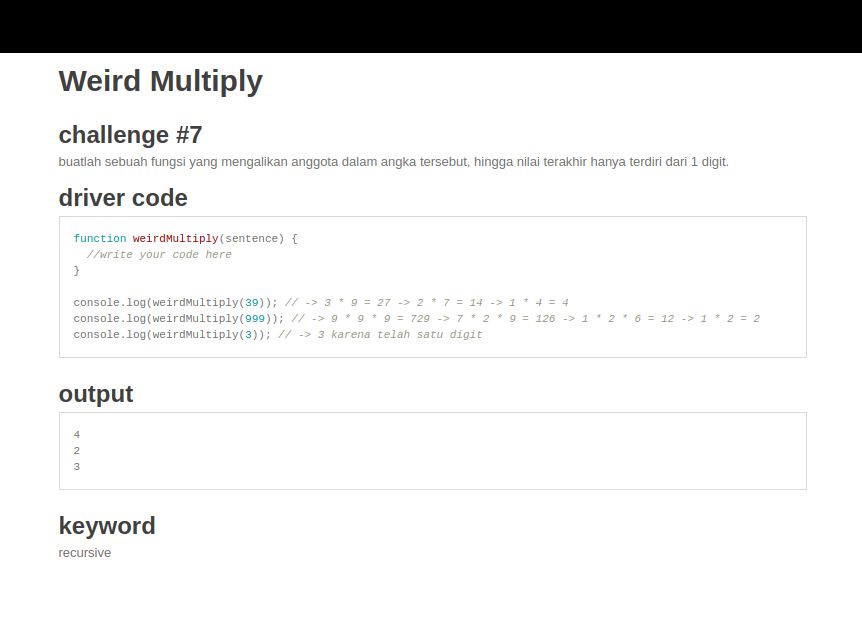 Weird Multiply
challenge #7
buatlah sebuah fungsi yang mengalikan anggota dalam angka tersebut, hingga nilai terakhir hanya terdiri dari 1 digit.
driver code
function weirdMultiply(sentence) {
  //write your code here
}
console.log(weirdMultiply(39)); // -> 3 * 9 = 27 -> 2 * 7 = 14 -> 1 * 4 = 4
console.log(weirdMultiply(999)); // -> 9 * 9 * 9 = 729 -> 7 * 2 * 9 = 126 -> 1 * 2 * 6 = 12 -> 1 * 2 = 2
console.log(weirdMultiply(3)); // -> 3 karena telah satu digit
output
4
2
3
keyword
recursive